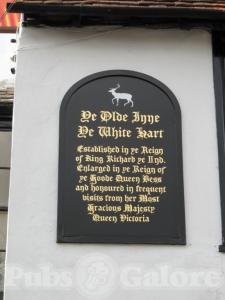 Ye Olde Inne
Ye White Hart
Established in ye Reign
of King Richard ye IInd.
Enlarged in ye Reign of
ye Goode Queen Bess
and honoured in frequent
visits from her Most
Gracious Majesty
Queen Victoria
Pubs Galore